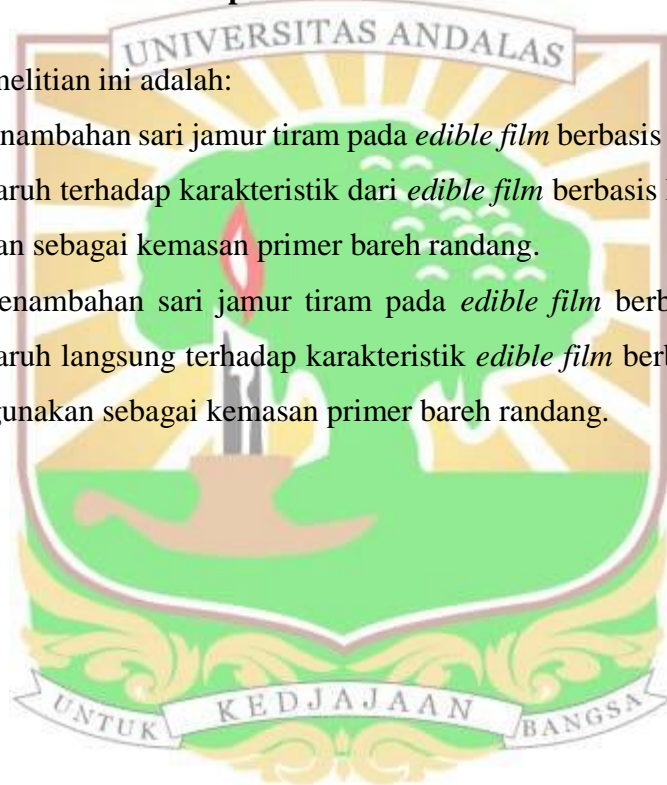 UNIVERSITAS ANDALAS
nelitian ini adalah:
nambahan sari jamur tiram pada edible film berbasis
aruh terhadap karakteristik dari edible film berbasis
an sebagai kemasan primer bareh randang.
enambahan sari jamur tiram pada edible film berb
aruh langsung terhadap karakteristik edible film berb
gunakan sebagai kemasan primer bareh randang.
UNTUK KEDJAJAAN BANGSA